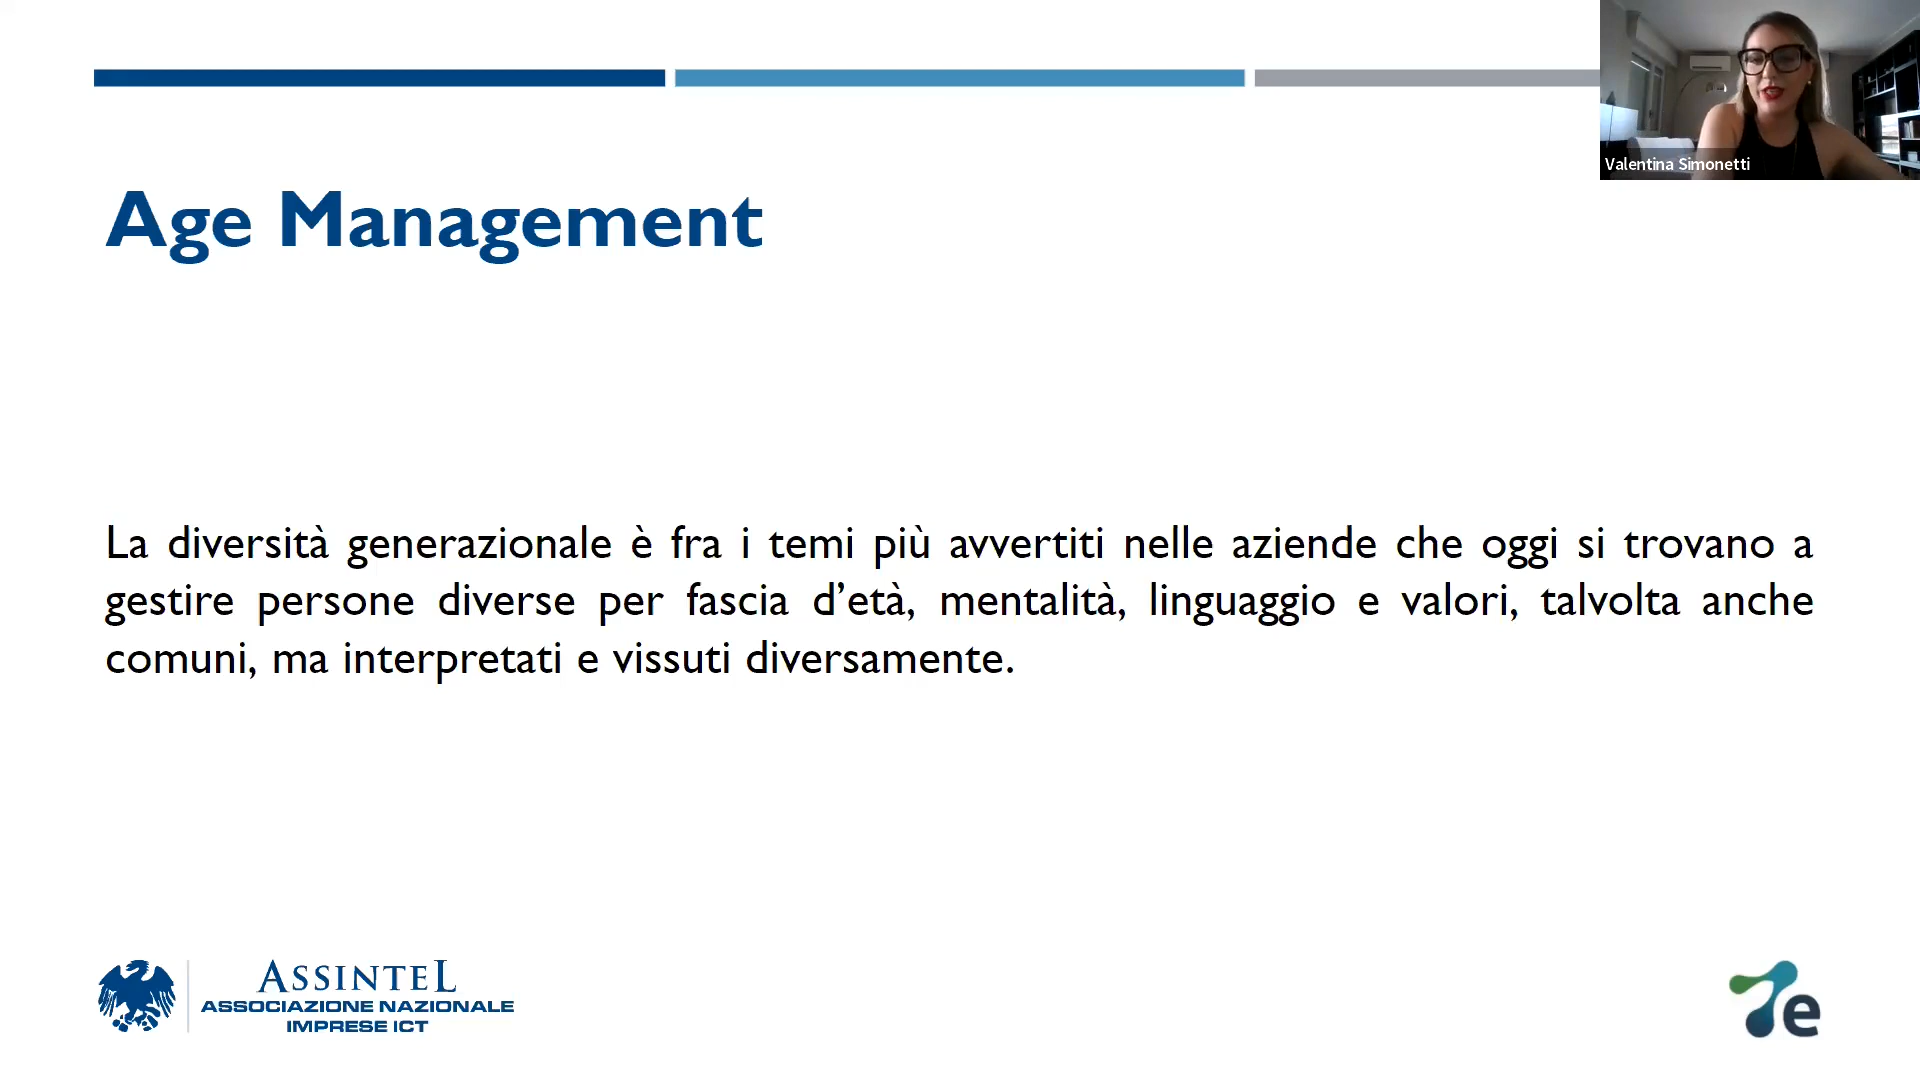 Valentina Simonetti
Age Management
La diversità generazionale è fra i temi più avvertiti nelle aziende che oggi si trovano a
gestire persone diverse per fascia d’età, mentalità, linguaggio e valori, talvolta anche
comuni, ma interpretati e vissuti diversamente.
ASSINTEL
ASSOCIAZIONE NAZIONALE
IMPRESE ICT
e